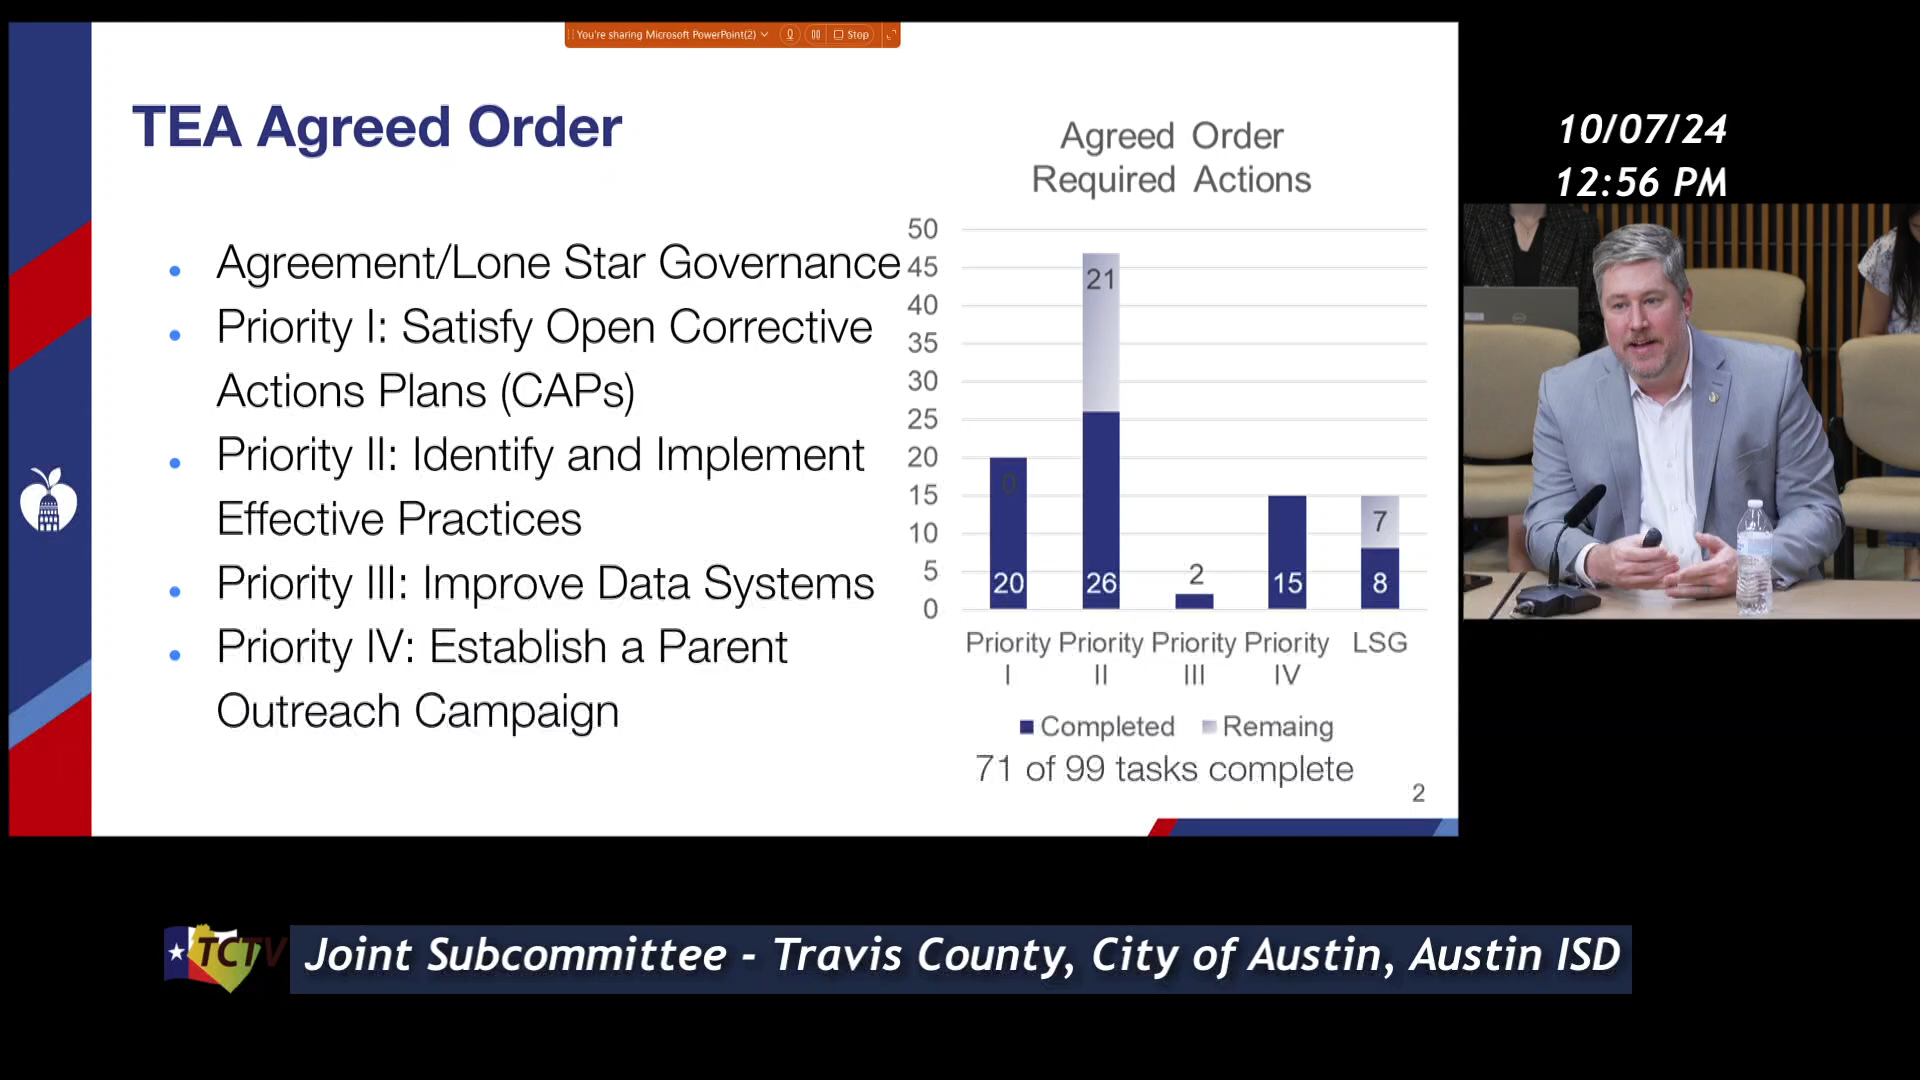 You're sharing Microsoft PowerPoint(2)
Stop
TEA Agreed Order
Agreement/Lone Star Governance
Priority I: Satisfy Open Corrective
Actions Plans (CAPs)
Priority II: Identify and Implement
Effective Practices
Priority III: Improve Data Systems
Priority IV: Establish a Parent
Outreach Campaign
Agreed Order
Required Actions
50
45
40
35
30
25
20
15
10
5
0
21
0
7
2
20
26
15
8
Priority I
Priority II
Priority III
Priority IV
LSG
Completed
Remaing
71 of 99 tasks complete
2
10/07/24
12:56 PM
TCTV
Joint Subcommittee - Travis County, City of Austin, Austin ISD